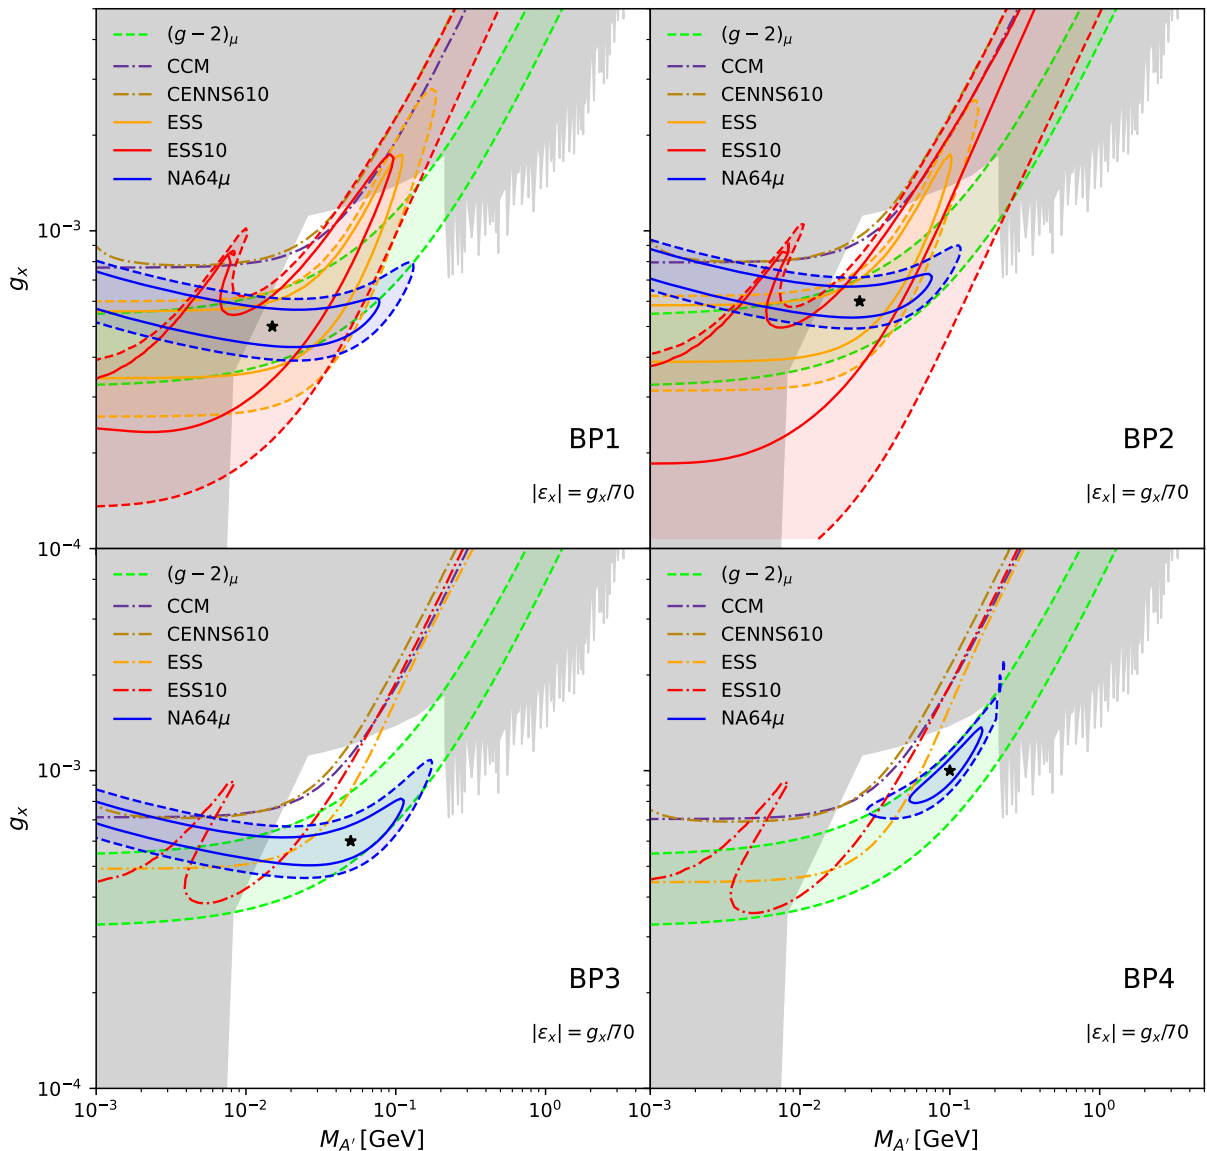 (g − 2)μ
CCM
CENNS610
ESS
ESS10
NA64μ
BP1
|εx| = gx/70
10⁻³
10⁻⁴
gx
(g − 2)μ
CCM
CENNS610
ESS
ESS10
NA64μ
BP2
|εx| = gx/70
(g − 2)μ
CCM
CENNS610
ESS
ESS10
NA64μ
BP3
|εx| = gx/70
10⁻³
10⁻⁴
gx
10⁻³
10⁻²
10⁻¹
10⁰
MA′ [GeV]
(g − 2)μ
CCM
CENNS610
ESS
ESS10
NA64μ
BP4
|εx| = gx/70
10⁻³
10⁻²
10⁻¹
10⁰
MA′ [GeV]